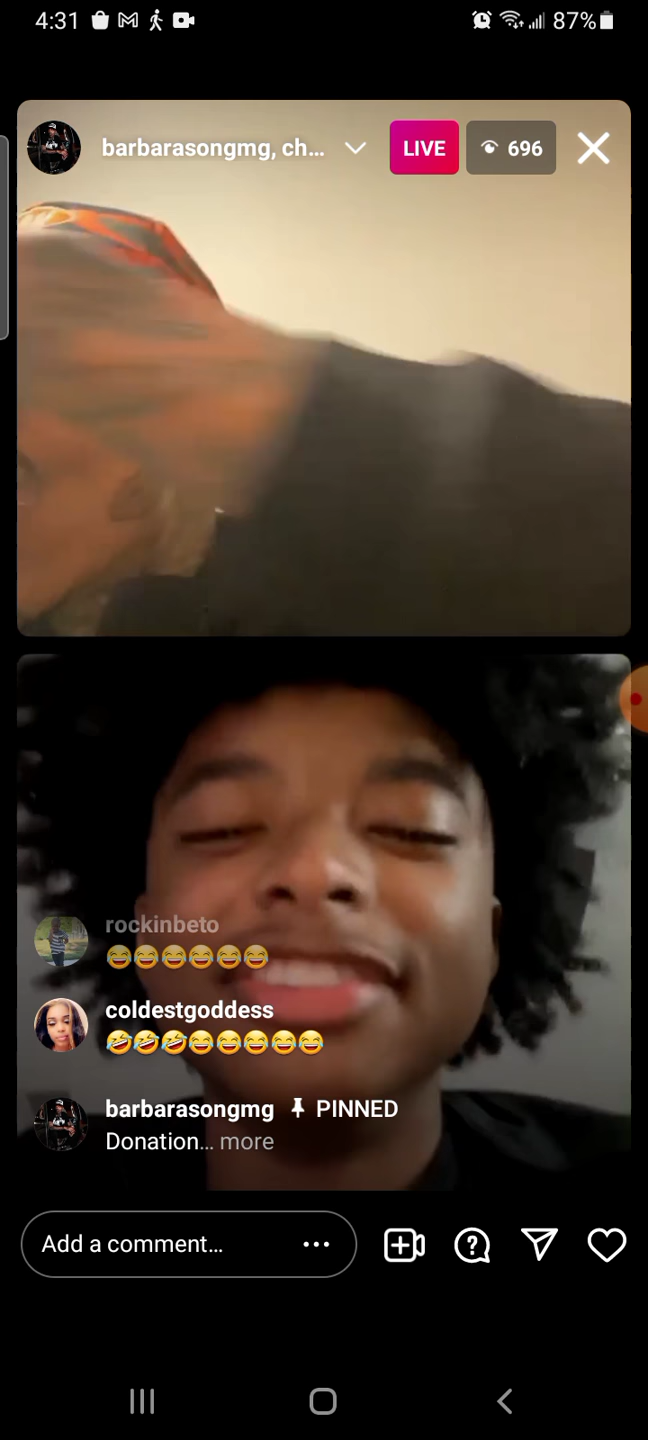 4:31
87%
barbarasongmg, ch...
LIVE
696
rockinbeto
😂😂😂😂😂😂
coldestgoddess
🤣🤣🤣😂😂😂😂😂
barbarasongmg PINNED
Donation... more
Add a comment...